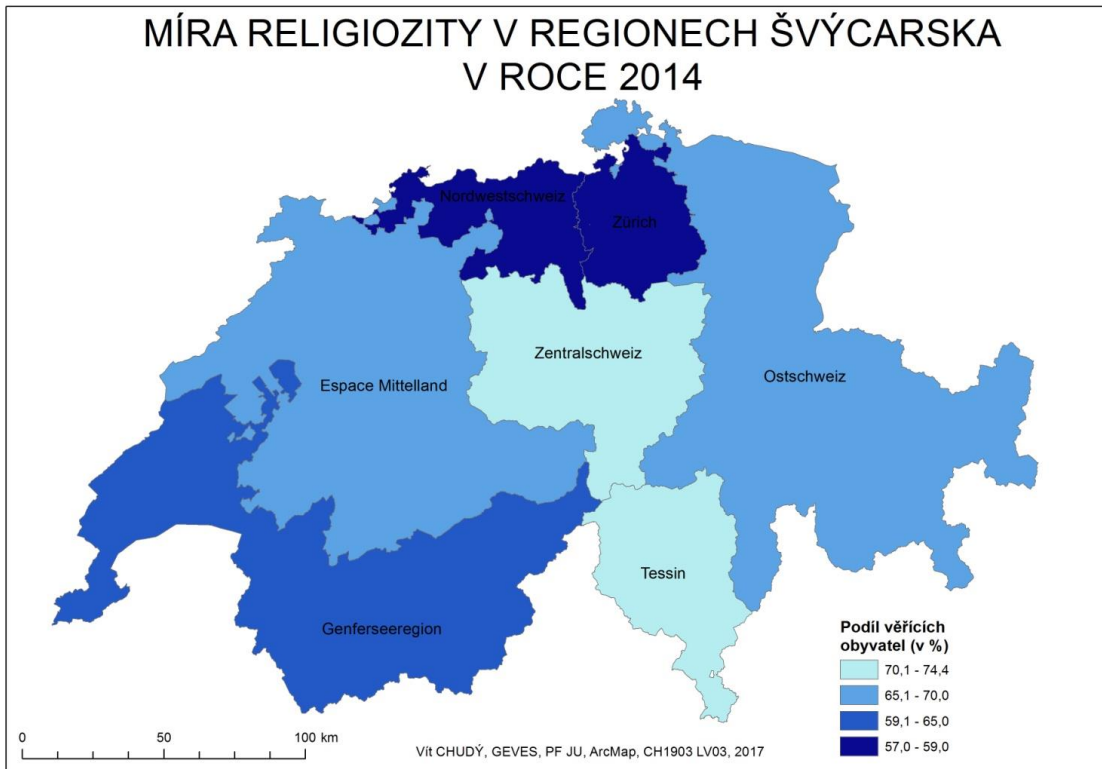 MÍRA RELIGIOZITY V REGIONECH ŠVÝCARSKA
V ROCE 2014
Nordwestschweiz
Zürich
Zentralschweiz
Espace Mittelland
Ostschweiz
Tessin
Genferseeregion
Podíl věřících
obyvatel (v %)
70,1 - 74,4
65,1 - 70,0
59,1 - 65,0
57,0 - 59,0
0 50 100 km
Vít CHUDÝ, GEVES, PF JU, ArcMap, CH1903 LV03, 2017